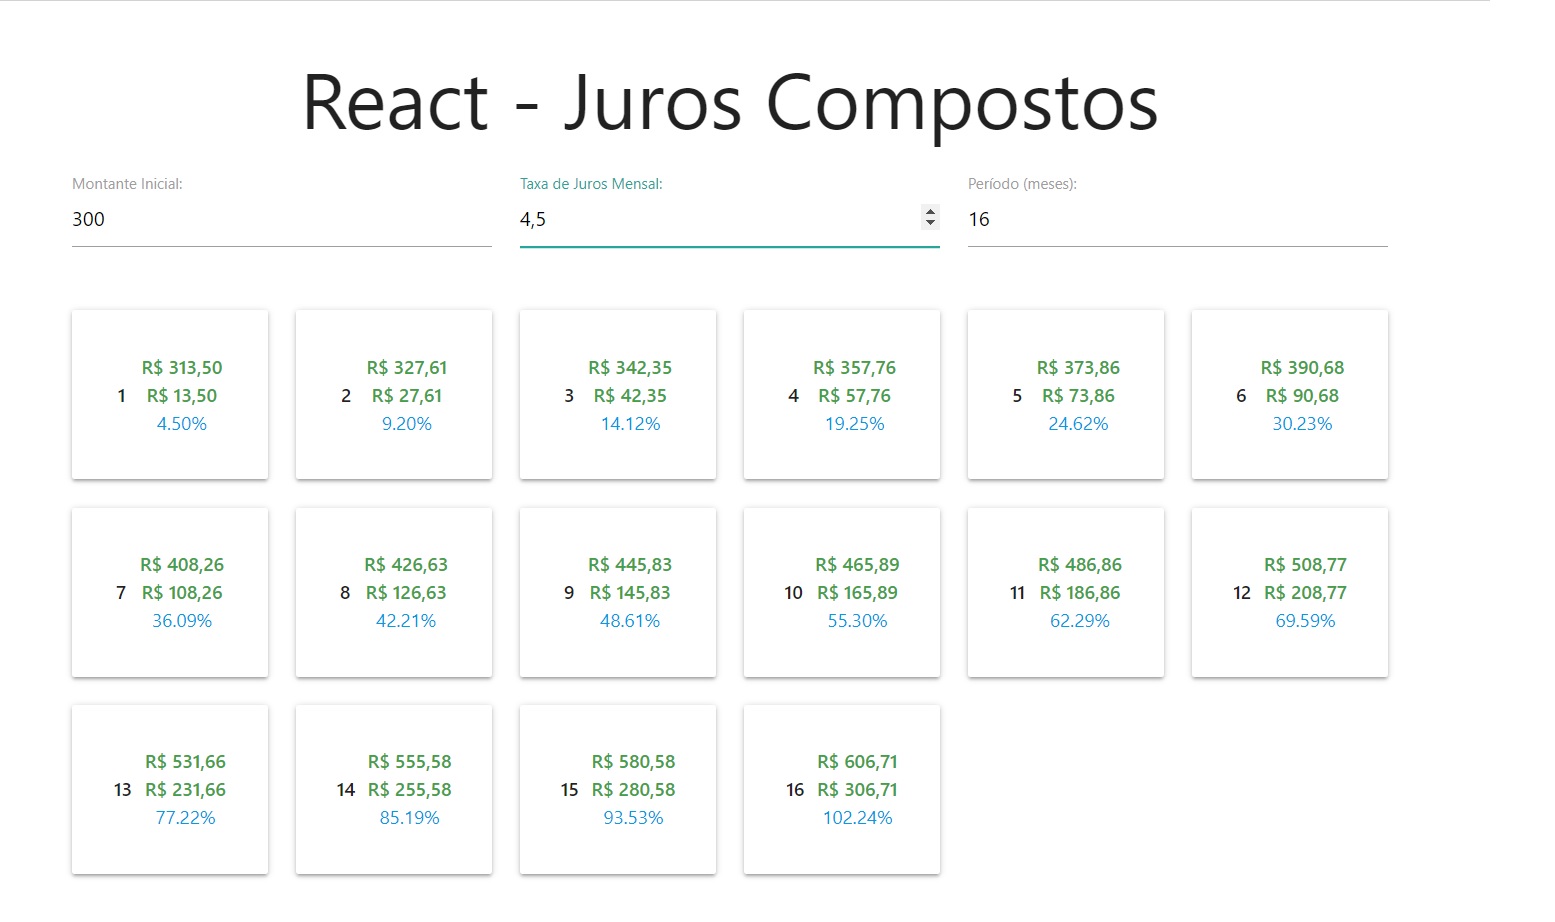 React - Juros Compostos
Montante Inicial:
300
Taxa de Juros Mensal:
4,5
Período (meses):
16
1
R$ 313,50
R$ 13,50
4.50%
2
R$ 327,61
R$ 27,61
9.20%
3
R$ 342,35
R$ 42,35
14.12%
4
R$ 357,76
R$ 57,76
19.25%
5
R$ 373,86
R$ 73,86
24.62%
6
R$ 390,68
R$ 90,68
30.23%
7
R$ 408,26
R$ 108,26
36.09%
8
R$ 426,63
R$ 126,63
42.21%
9
R$ 445,83
R$ 145,83
48.61%
10
R$ 465,89
R$ 165,89
55.30%
11
R$ 486,86
R$ 186,86
62.29%
12
R$ 508,77
R$ 208,77
69.59%
13
R$ 531,66
R$ 231,66
77.22%
14
R$ 555,58
R$ 255,58
85.19%
15
R$ 580,58
R$ 280,58
93.53%
16
R$ 606,71
R$ 306,71
102.24%